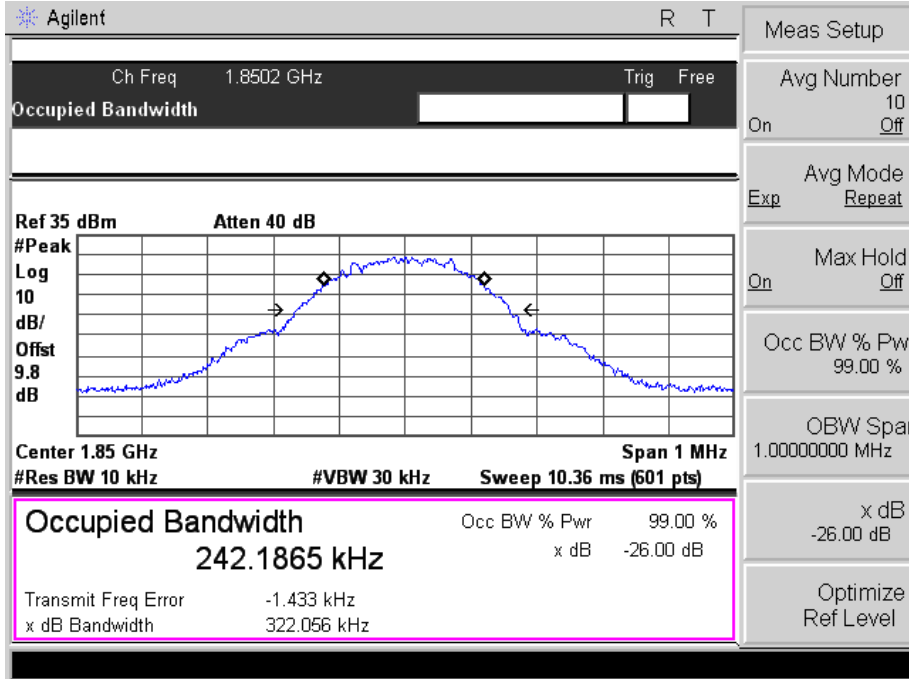 Agilent R T
Ch Freq 1.8502 GHz Trig Free
Occupied Bandwidth
Ref 35 dBm Atten 40 dB
#Peak
Log
10
dB/
Offst
9.8
dB
Center 1.85 GHz Span 1 MHz
#Res BW 10 kHz #VBW 30 kHz Sweep 10.36 ms (601 pts)
Occupied Bandwidth
242.1865 kHz
Occ BW % Pwr 99.00 %
x dB -26.00 dB
Transmit Freq Error -1.433 kHz
x dB Bandwidth 322.056 kHz
Meas Setup
Avg Number
10
On Off
Avg Mode
Exp Repeat
Max Hold
On Off
Occ BW % Pw
99.00 %
OBW Spa
1.00000000 MHz
x dB
-26.00 dB
Optimize
Ref Level